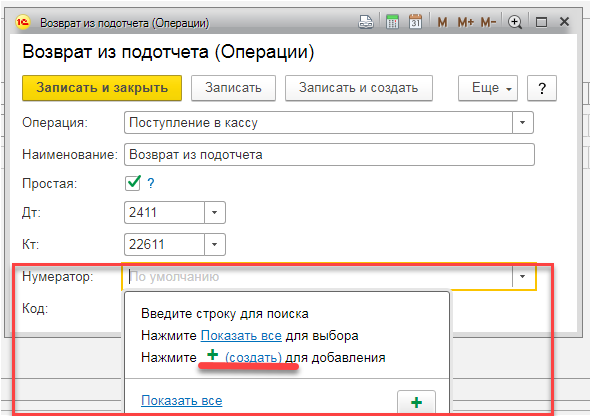 1С Возврат из подотчета (Операции) 31 M M+ M-
Возврат из подотчета (Операции)
Записать и закрыть Записать Записать и создать Еще ?
Операция: Поступление в кассу
Наименование: Возврат из подотчета
Простая: ?
Дт: 2411
Кт: 22611
Нумератор: По умолчанию
Код:
Введите строку для поиска
Нажмите Показать все для выбора
Нажмите + (создать) для добавления
Показать все +